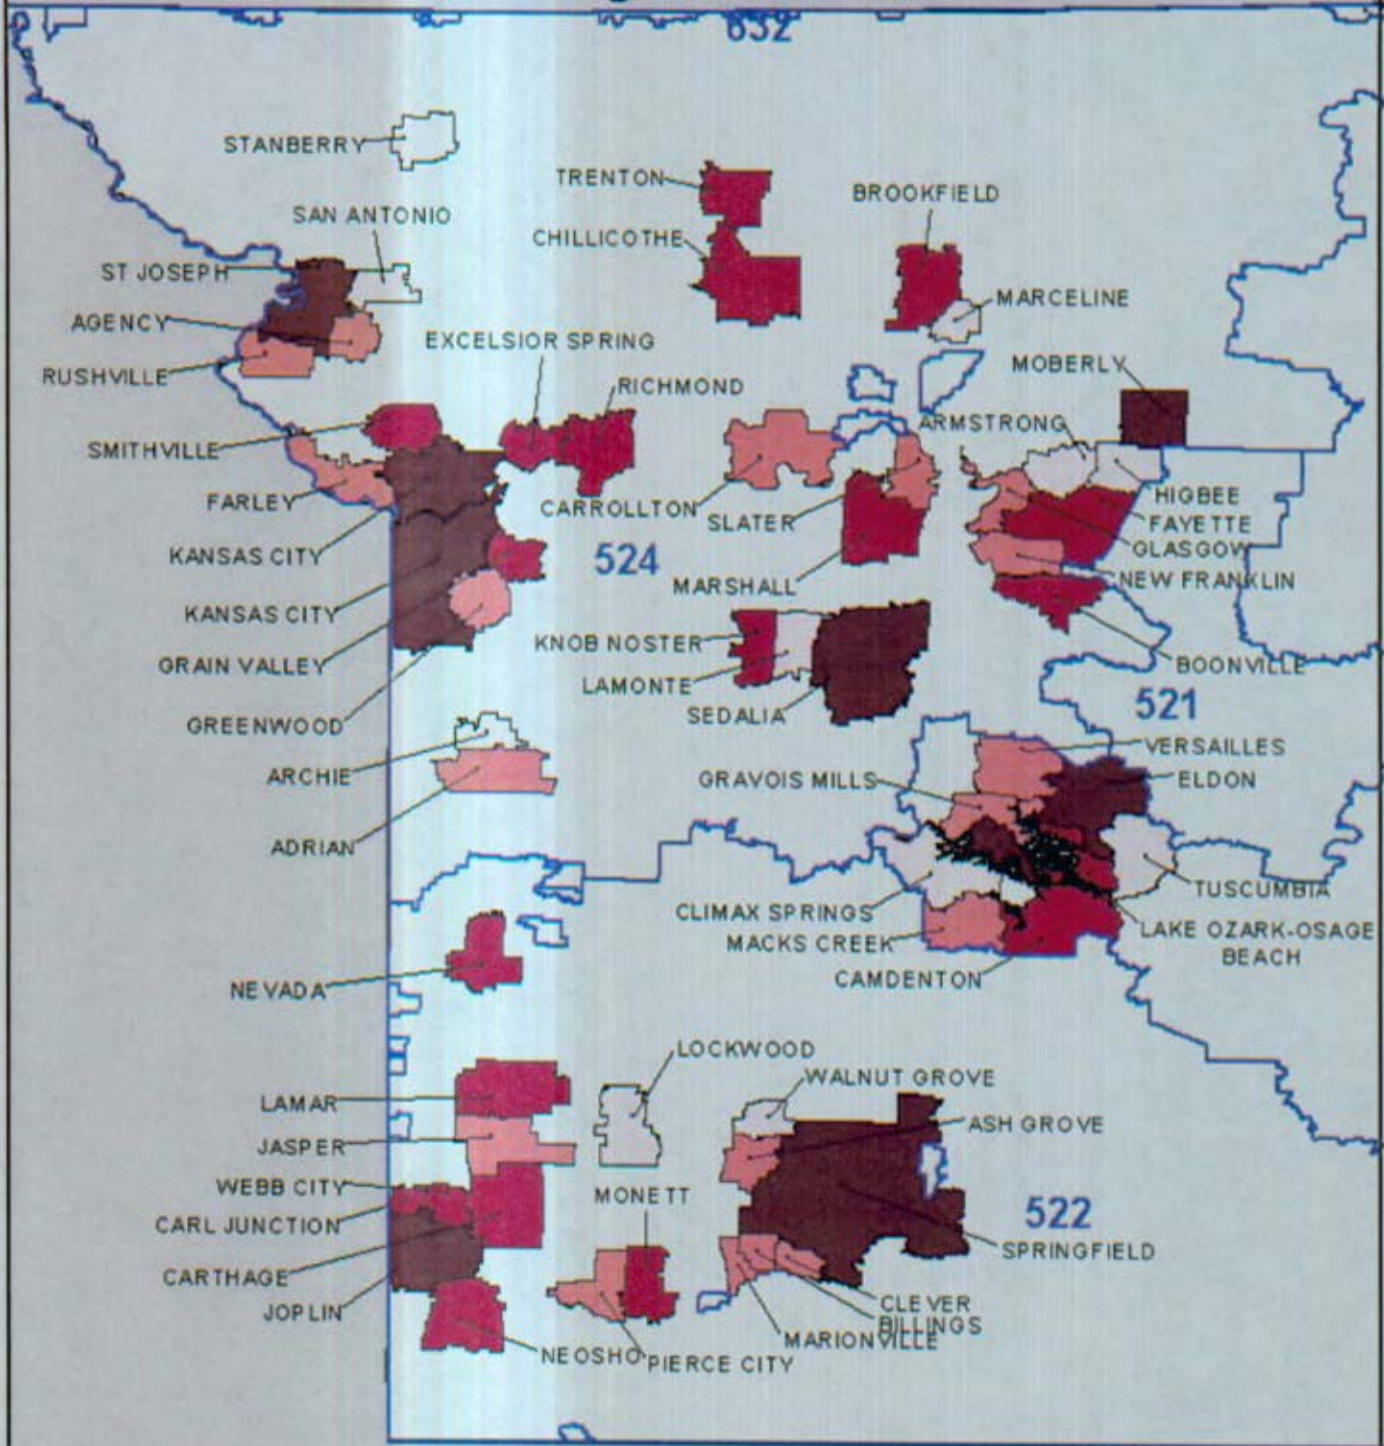 632
STANBERRY
TRENTON
BROOKFIELD
SAN ANTONIO
CHILLICOTHE
ST JOSEPH
MARCELINE
AGENCY
EXCELSIOR SPRING
MOBERLY
RUSHVILLE
RICHMOND
ARMSTRONG
SMITHVILLE
HIGBEE
FARLEY
CARROLLTON
SLATER
FAYETTE
GLASGOW
KANSAS CITY
524
MARSHALL
NEW FRANKLIN
KANSAS CITY
KNOB NOSTER
GRAIN VALLEY
BOONVILLE
LAMONTE
SEDALIA
521
GREENWOOD
VERSAILLES
ARCHIE
GRAVOIS MILLS
ELDON
ADRIAN
TUSCUMBIA
CLIMAX SPRINGS
LAKE OZARK-OSAGE
BEACH
MACKS CREEK
CAMDENTON
NEVADA
LOCKWOOD
WALNUT GROVE
LAMAR
ASH GROVE
JASPER
WEBB CITY
MONETT
522
CARL JUNCTION
SPRINGFIELD
CARTHAGE
JOPLIN
CLEVER
BILLINGS
MARIONVILLE
NEOSHO
PIERCE CITY